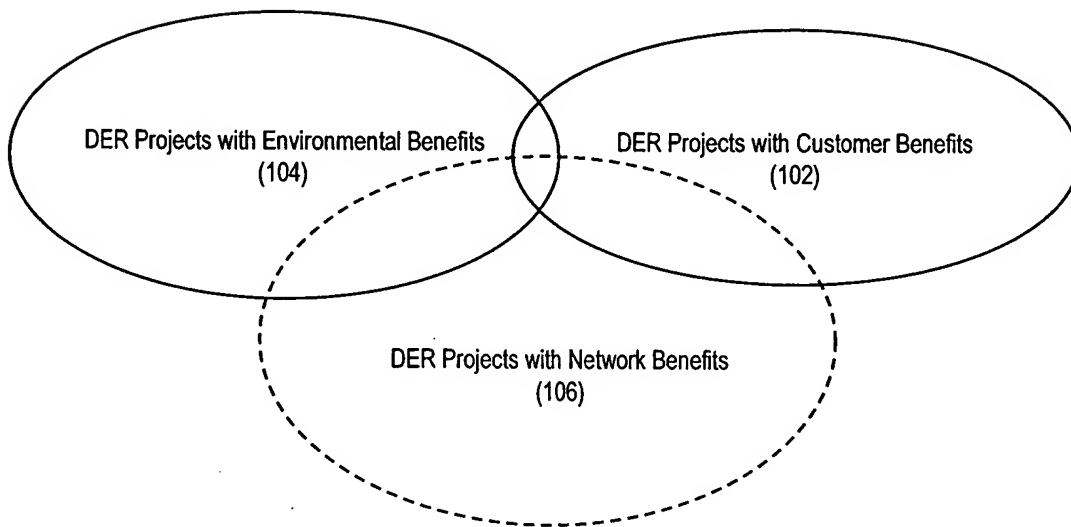 DER Projects with Environmental Benefits
(104)
DER Projects with Customer Benefits
(102)
DER Projects with Network Benefits
(106)